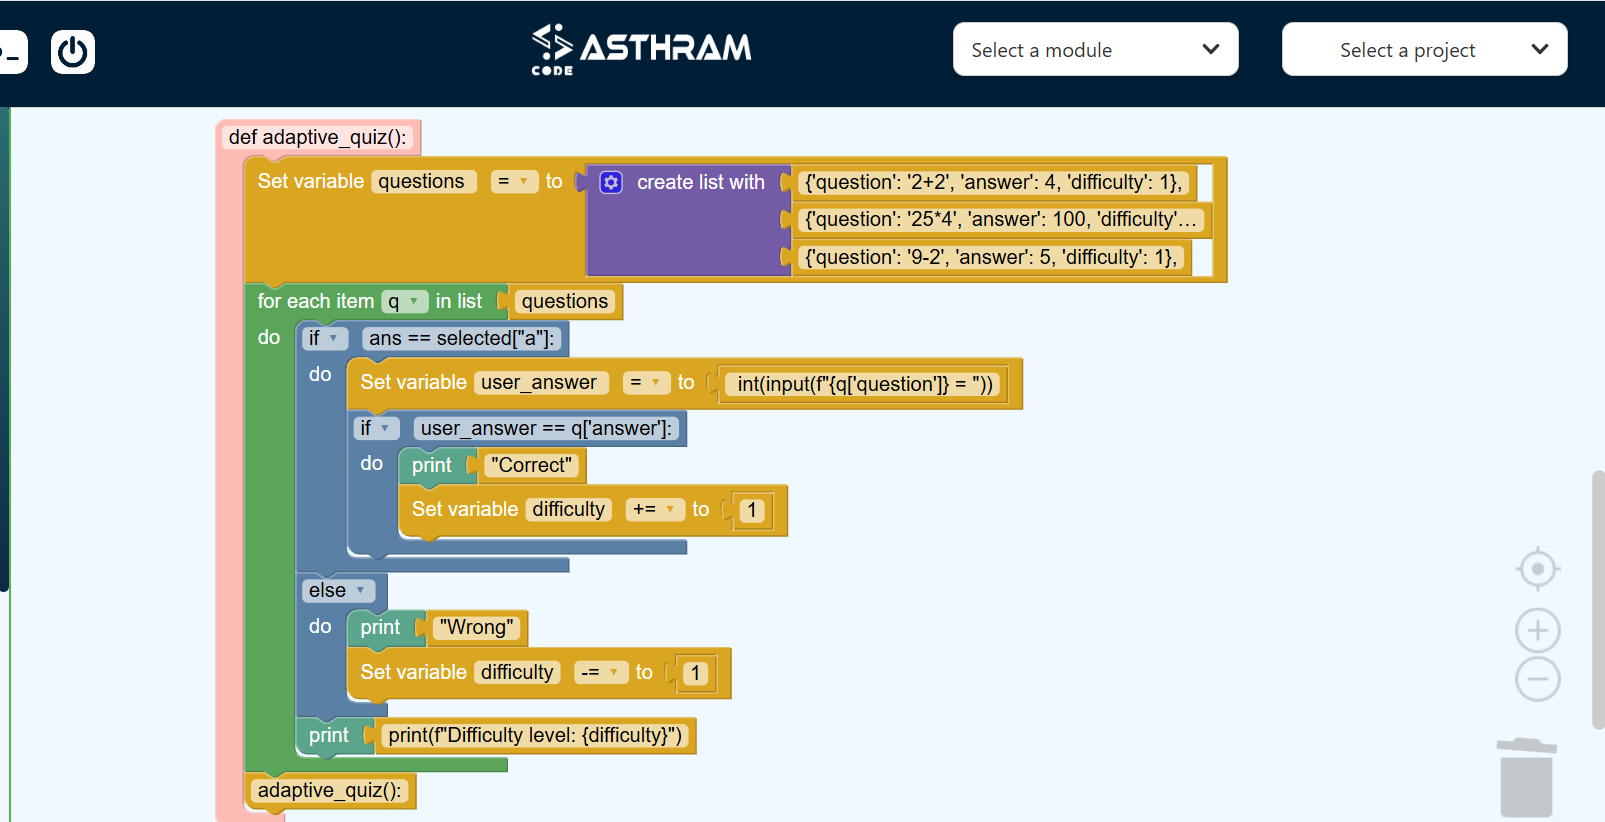 CODE ASTHRAM
Select a module
Select a project
def adaptive_quiz():
Set variable questions = to create list with {'question': '2+2', 'answer': 4, 'difficulty': 1},
{'question': '25*4', 'answer': 100, 'difficulty'...
{'question': '9-2', 'answer': 5, 'difficulty': 1},
for each item q in list questions
do if ans == selected["a"]:
do Set variable user_answer = to int(input(f"{q['question']} = "))
if user_answer == q['answer']:
do print "Correct"
Set variable difficulty += to 1
else
do print "Wrong"
Set variable difficulty -= to 1
print print(f"Difficulty level: {difficulty}")
adaptive_quiz():